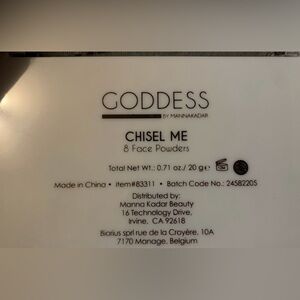 GODDESS
BY MANNAKADAR
CHISEL ME
8 Face Powders
Total Net Wt.: 0.71 oz./ 20 g ℮
Made in China • Item#83311 • Batch Code No.: 2458220S
Distributed by:
Manna Kadar Beauty
16 Technology Drive,
Irvine, CA 92618
Biorius sprl rue de la Croyère, 10A
7170 Manage, Belgium